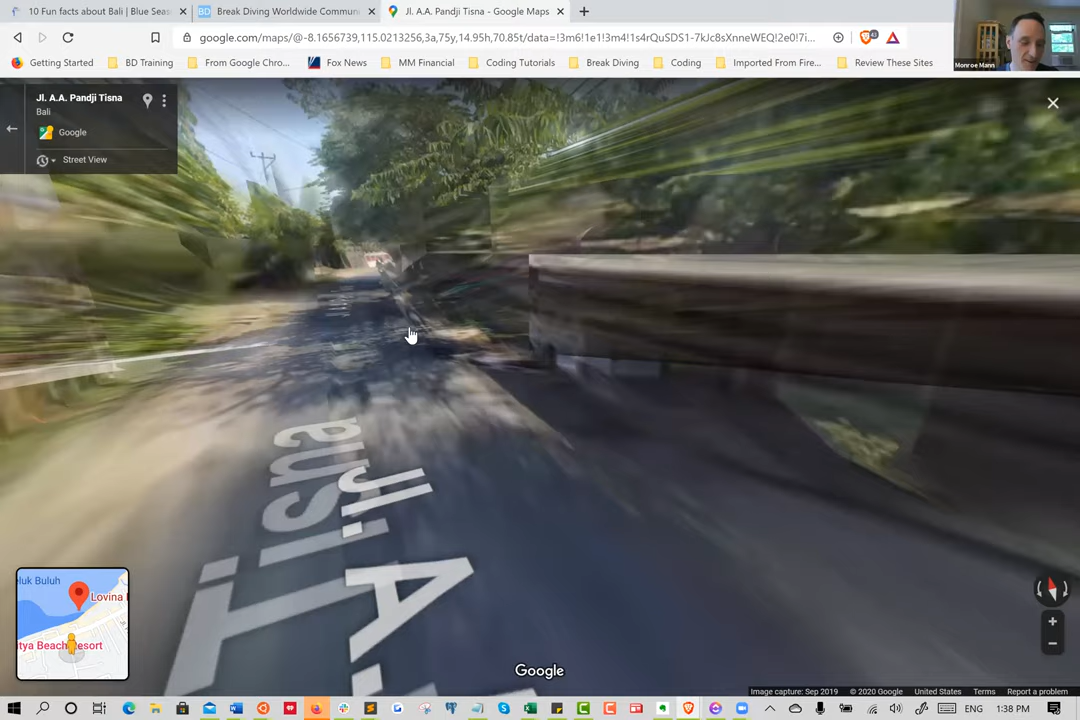 10 Fun facts about Bali | Blue Seas
Break Diving Worldwide Commun
Jl. A.A. Pandji Tisna - Google Maps
google.com/maps/@-8.1656739,115.0213256,3a,75y,14.95h,70.85t/data=!3m6!1e1!3m4!1s4rQuSDS1-7kJc8sXnneWEQ!2e0!7i...
Getting Started
BD Training
From Google Chro...
Fox News
MM Financial
Coding Tutorials
Break Diving
Coding
Imported From Fire...
Review These Sites
Monroe Mann
Jl. A.A. Pandji Tisna
Bali
Google
Street View
Tisna
Jl.
A.
eluk Buluh
Lovina
tya Beach Resort
Google
Image capture: Sep 2019 © 2020 Google United States Terms Report a problem
ENG 1:38 PM